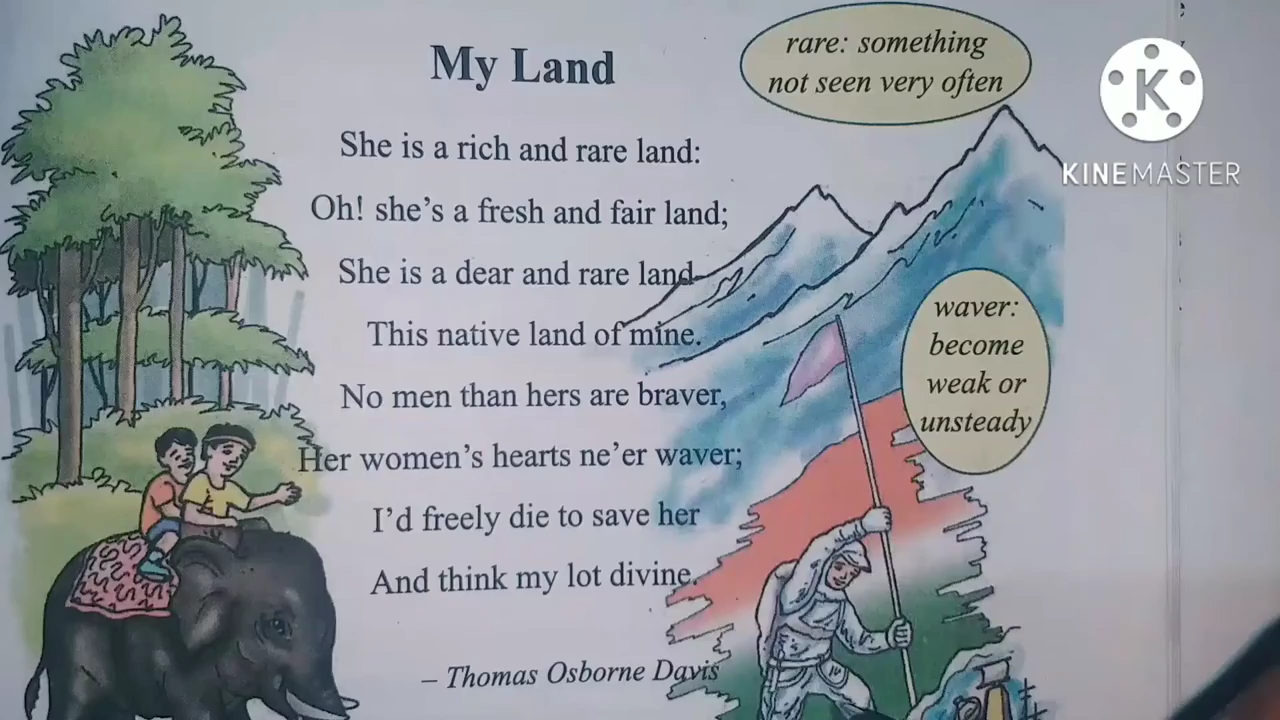 My Land
rare: something
not seen very often
KINEMASTER
She is a rich and rare land:
Oh! she's a fresh and fair land;
She is a dear and rare land
This native land of mine.
No men than hers are braver,
Her women's hearts ne'er waver;
I'd freely die to save her
And think my lot divine.
– Thomas Osborne Davis
waver:
become
weak or
unsteady